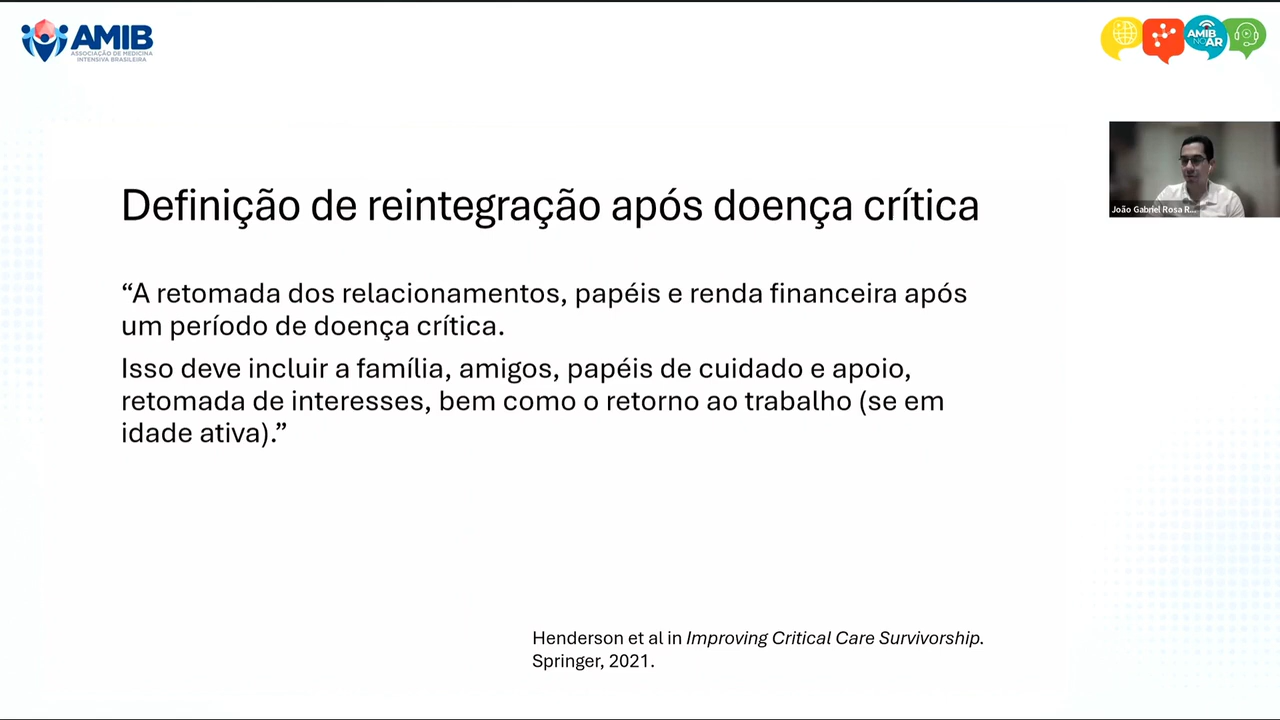 AMIB
ASSOCIAÇÃO DE MEDICINA
INTENSIVA BRASILEIRA
AMIB
NO
AR
João Gabriel Rosa R...
Definição de reintegração após doença crítica
“A retomada dos relacionamentos, papéis e renda financeira após
um período de doença crítica.
Isso deve incluir a família, amigos, papéis de cuidado e apoio,
retomada de interesses, bem como o retorno ao trabalho (se em
idade ativa).”
Henderson et al in Improving Critical Care Survivorship.
Springer, 2021.